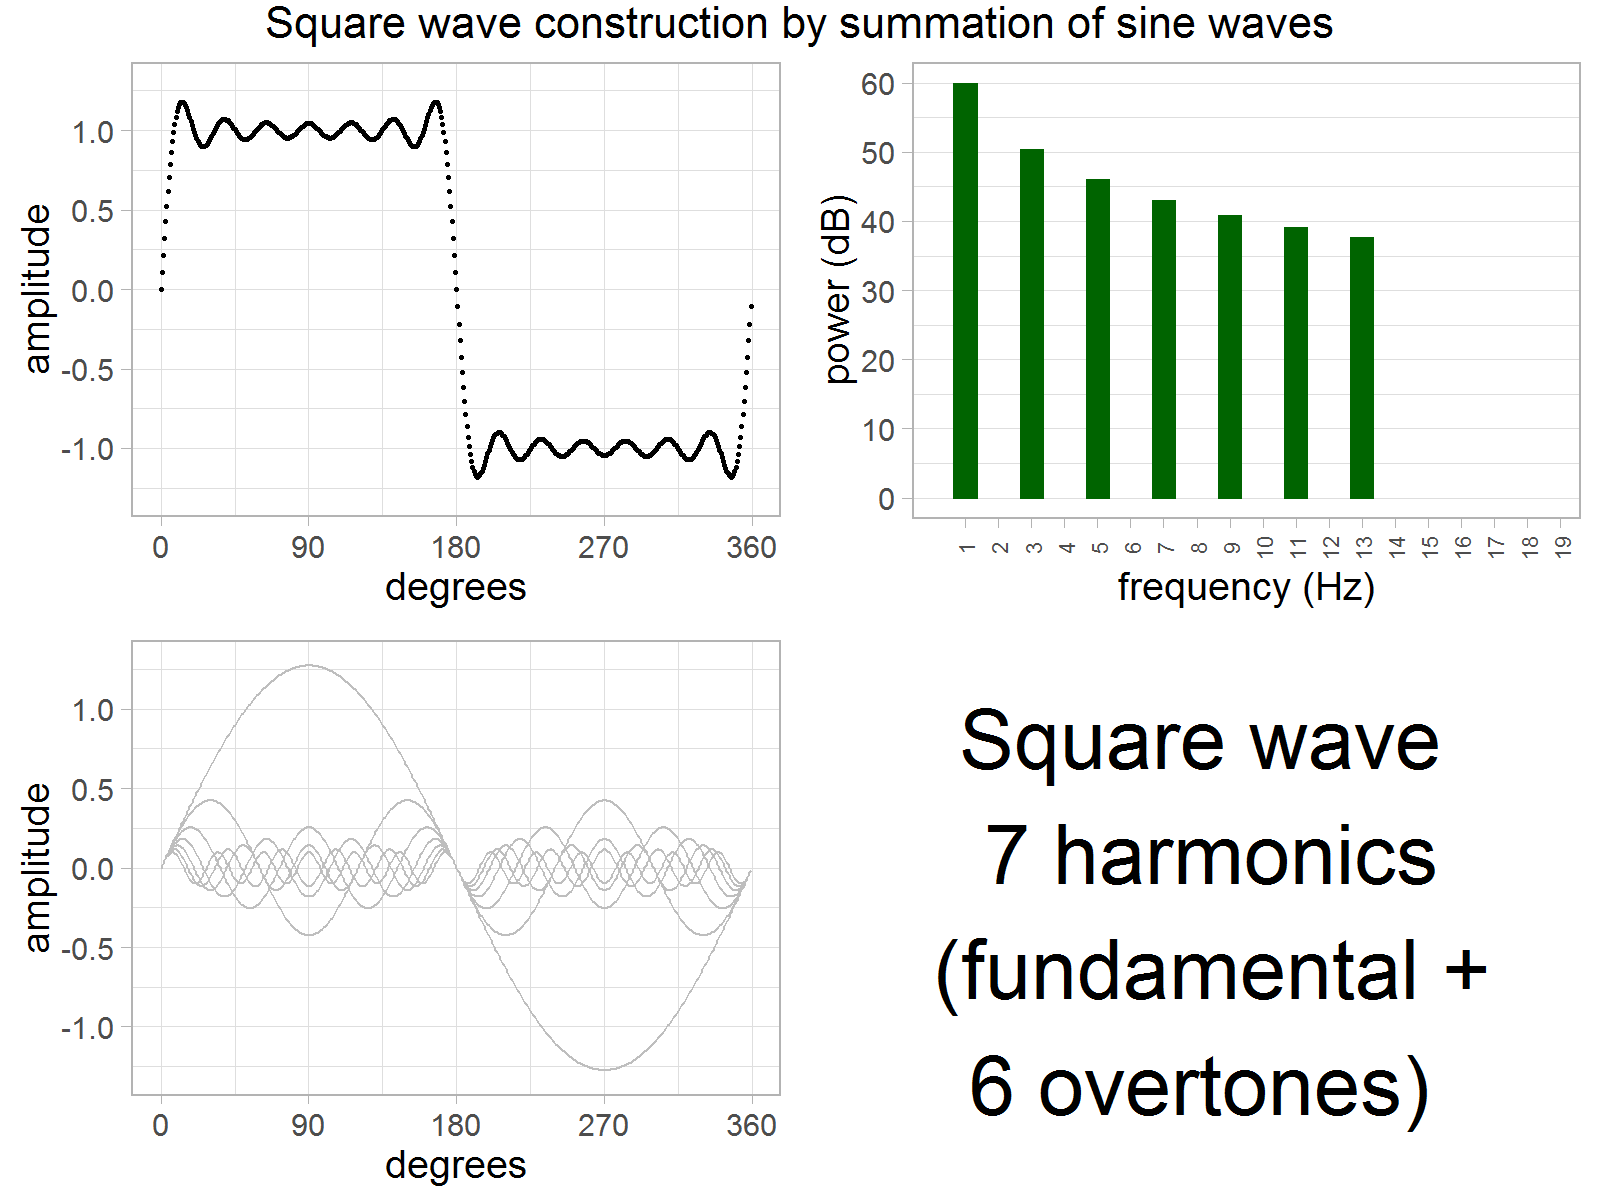 Square wave construction by summation of sine waves
amplitude
1.0
0.5
0.0
-0.5
-1.0
0 90 180 270 360
degrees
power (dB)
60
50
40
30
20
10
0
1 2 3 4 5 6 7 8 9 10 11 12 13 14 15 16 17 18 19
frequency (Hz)
amplitude
1.0
0.5
0.0
-0.5
-1.0
0 90 180 270 360
degrees
Square wave
7 harmonics
(fundamental +
6 overtones)